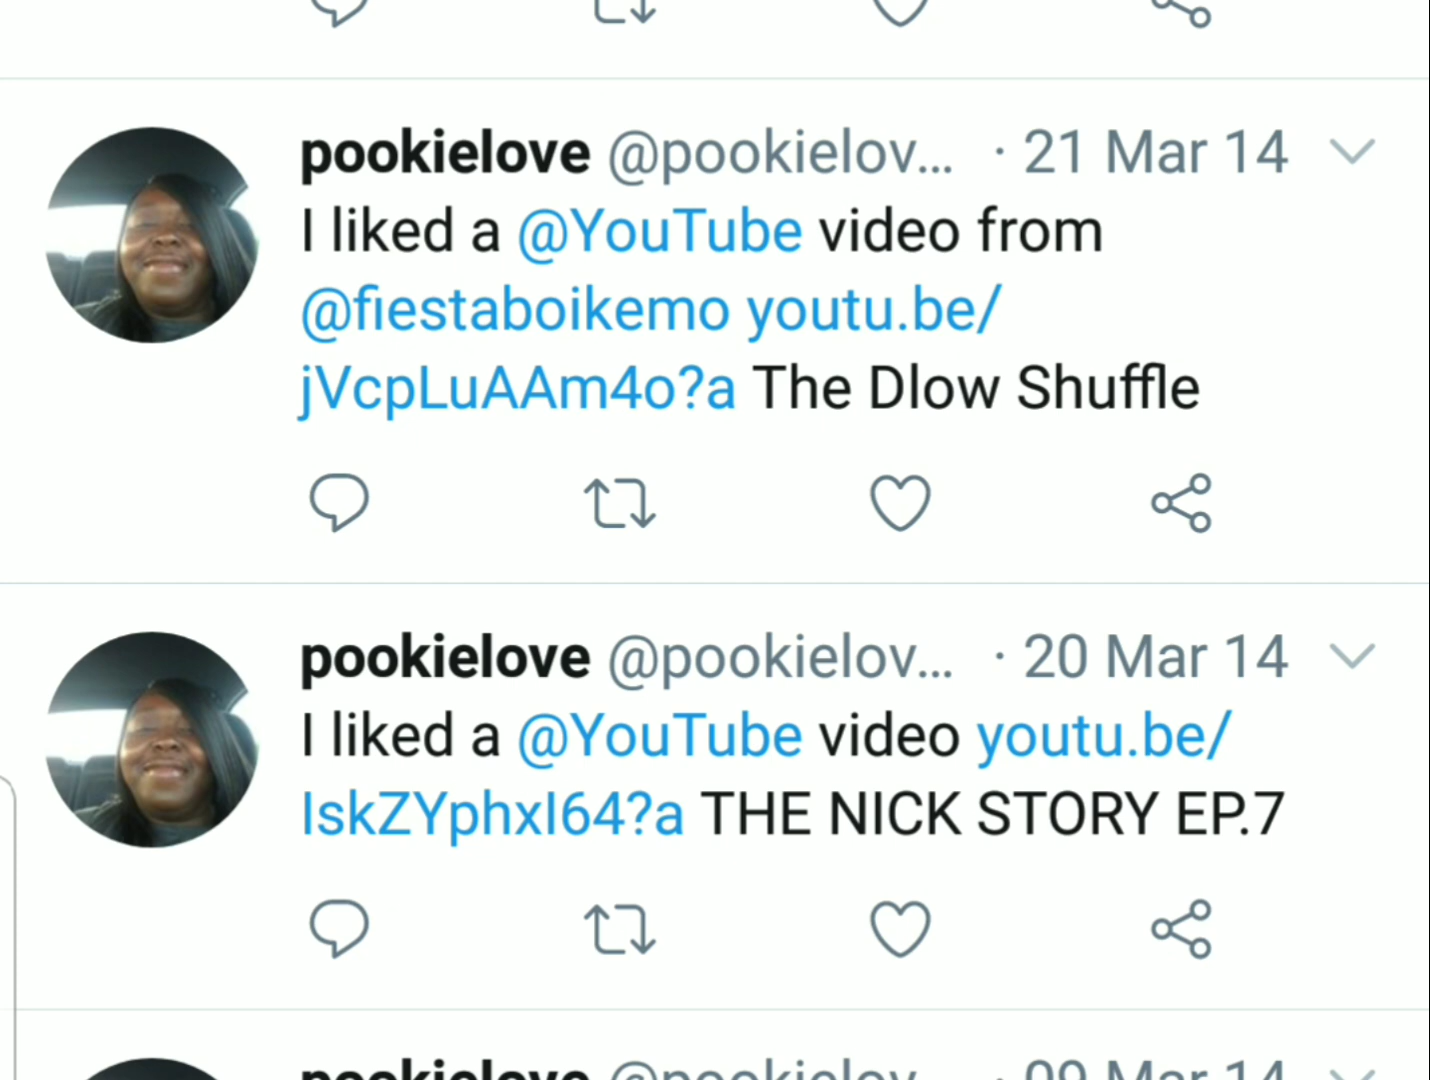 pookielove @pookielov... · 21 Mar 14
I liked a @YouTube video from
@fiestaboikemo youtu.be/
jVcpLuAAm4o?a The Dlow Shuffle
pookielove @pookielov... · 20 Mar 14
I liked a @YouTube video youtu.be/
IskZYphxI64?a THE NICK STORY EP.7
pookielove @pookielov... · 09 Mar 14